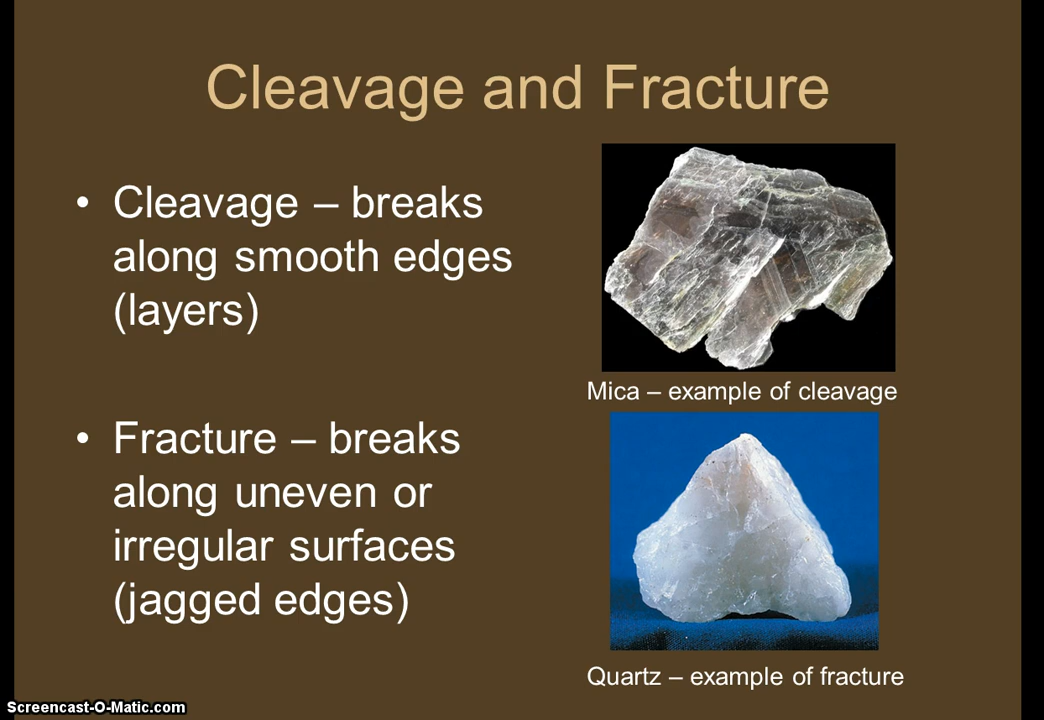 Cleavage and Fracture
• Cleavage – breaks
along smooth edges
(layers)
Mica – example of cleavage
• Fracture – breaks
along uneven or
irregular surfaces
(jagged edges)
Quartz – example of fracture
Screencast-O-Matic.com